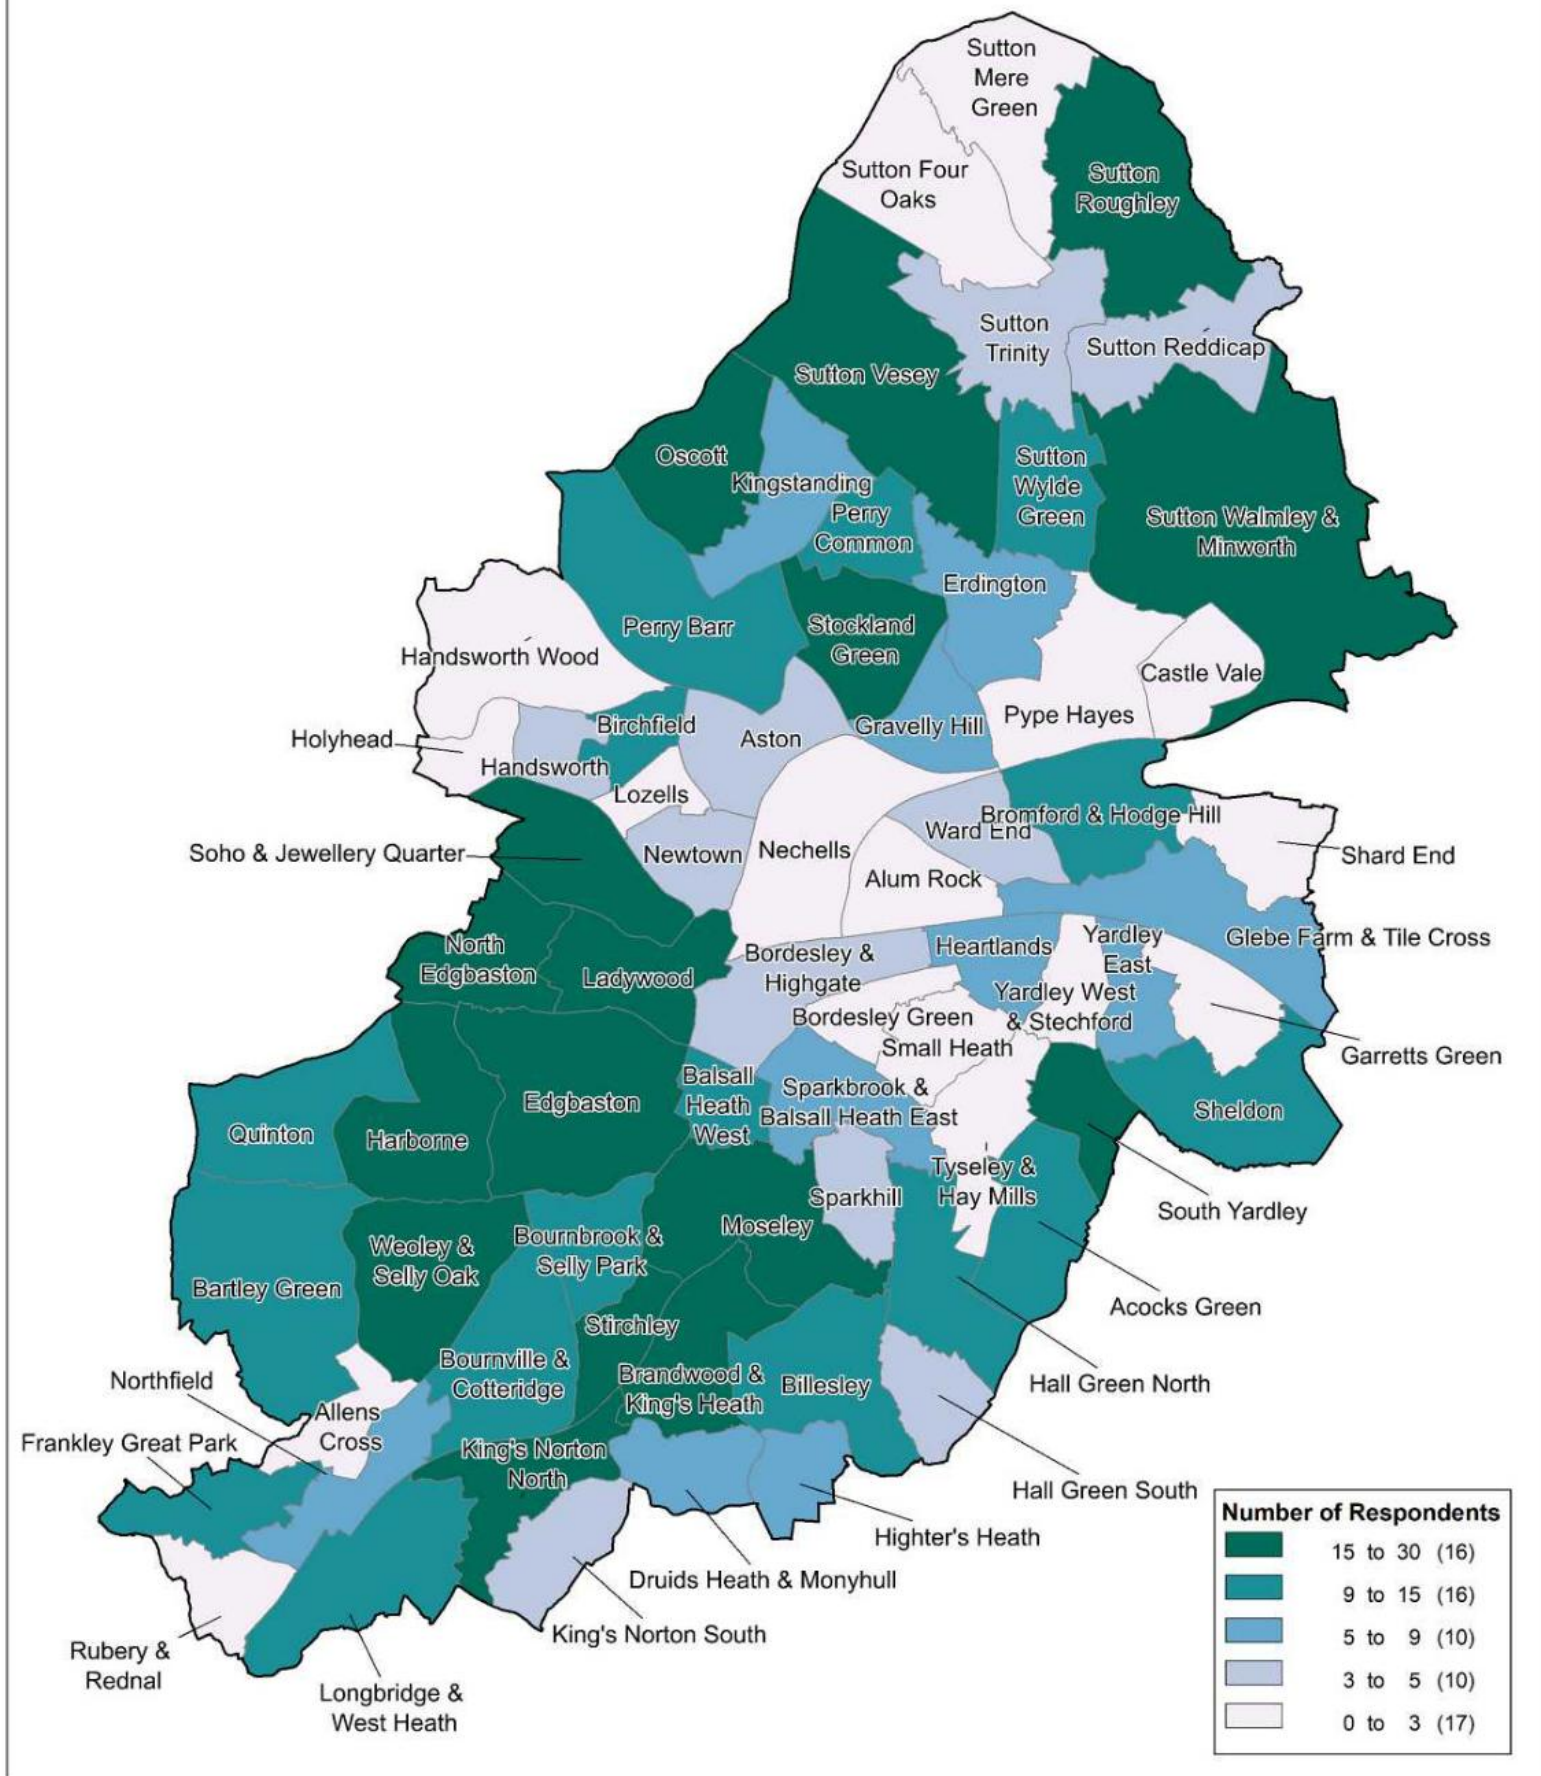 Sutton
Mere
Green
Sutton Four
Oaks
Sutton
Roughley
Sutton
Trinity
Sutton Reddicap
Sutton Vesey
Oscott
Kingstanding
Sutton
Wylde
Green
Perry
Common
Sutton Walmley &
Minworth
Erdington
Perry Barr
Stockland
Green
Handsworth Wood
Castle Vale
Pype Hayes
Gravelly Hill
Birchfield
Aston
Holyhead
Handsworth
Lozells
Bromford & Hodge Hill
Ward End
Soho & Jewellery Quarter
Newtown
Nechells
Shard End
Alum Rock
North
Edgbaston
Ladywood
Bordesley &
Highgate
Heartlands
Yardley
East
Glebe Farm & Tile Cross
Yardley West
& Stechford
Bordesley Green
Small Heath
Garretts Green
Balsall
Heath
West
Sparkbrook &
Balsall Heath East
Edgbaston
Sheldon
Quinton
Harborne
Tyseley &
Hay Mills
Sparkhill
South Yardley
Moseley
Bournbrook &
Selly Park
Weoley &
Selly Oak
Bartley Green
Acocks Green
Stirchley
Bournville &
Cotteridge
Brandwood &
King's Heath
Billesley
Hall Green North
Northfield
Allens
Cross
Frankley Great Park
King's Norton
North
Hall Green South
Highter's Heath
Druids Heath & Monyhull
King's Norton South
Rubery &
Rednal
Longbridge &
West Heath
Number of Respondents
15 to 30 (16)
9 to 15 (16)
5 to 9 (10)
3 to 5 (10)
0 to 3 (17)